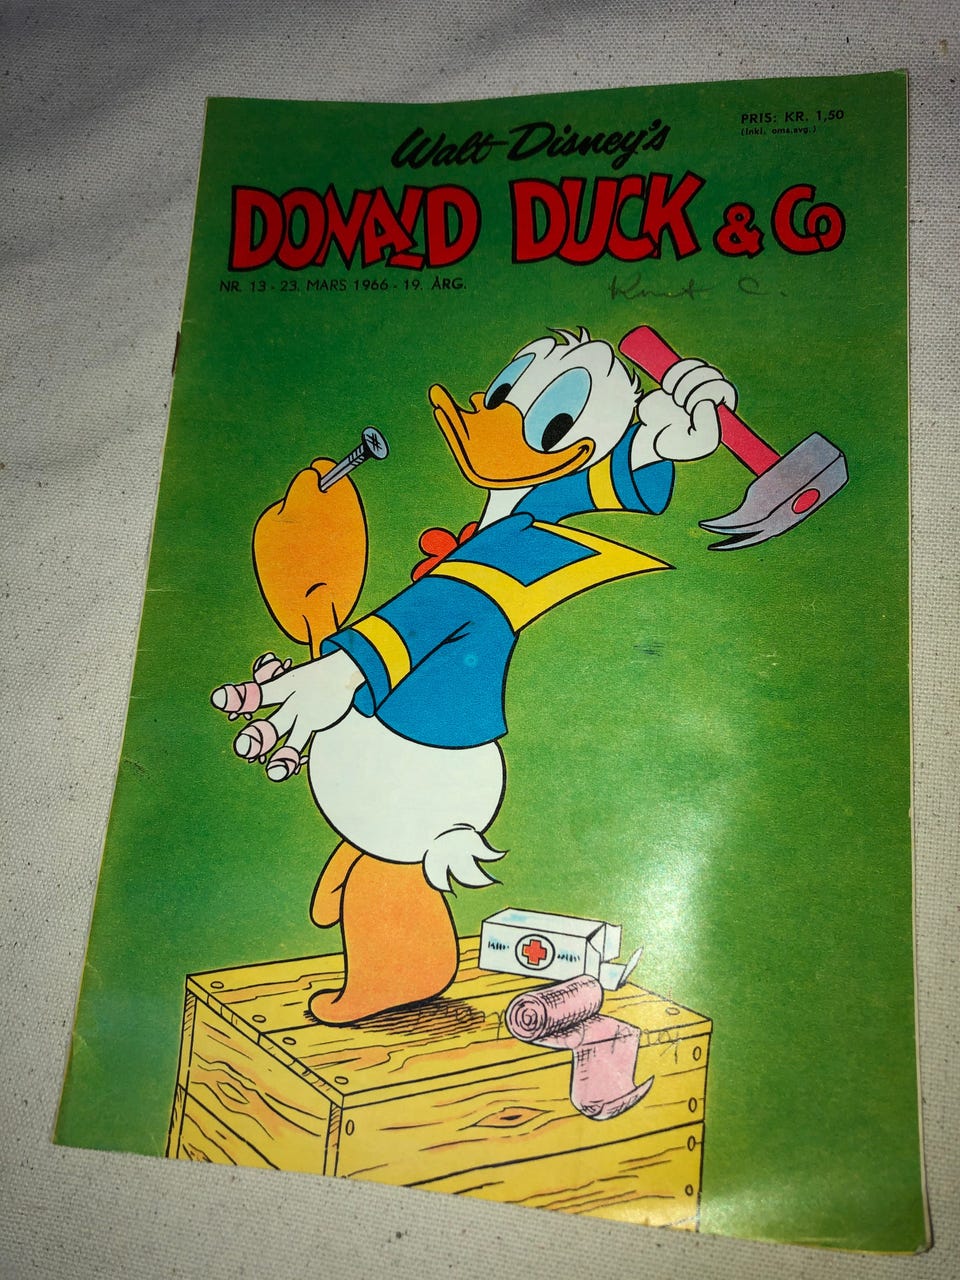 PRIS: KR. 1,50
(Inkl. oms.avg.)
Walt Disney's
DONALD DUCK & Co
NR. 13 - 23. MARS 1966 - 19. ÅRG.
Knut C.